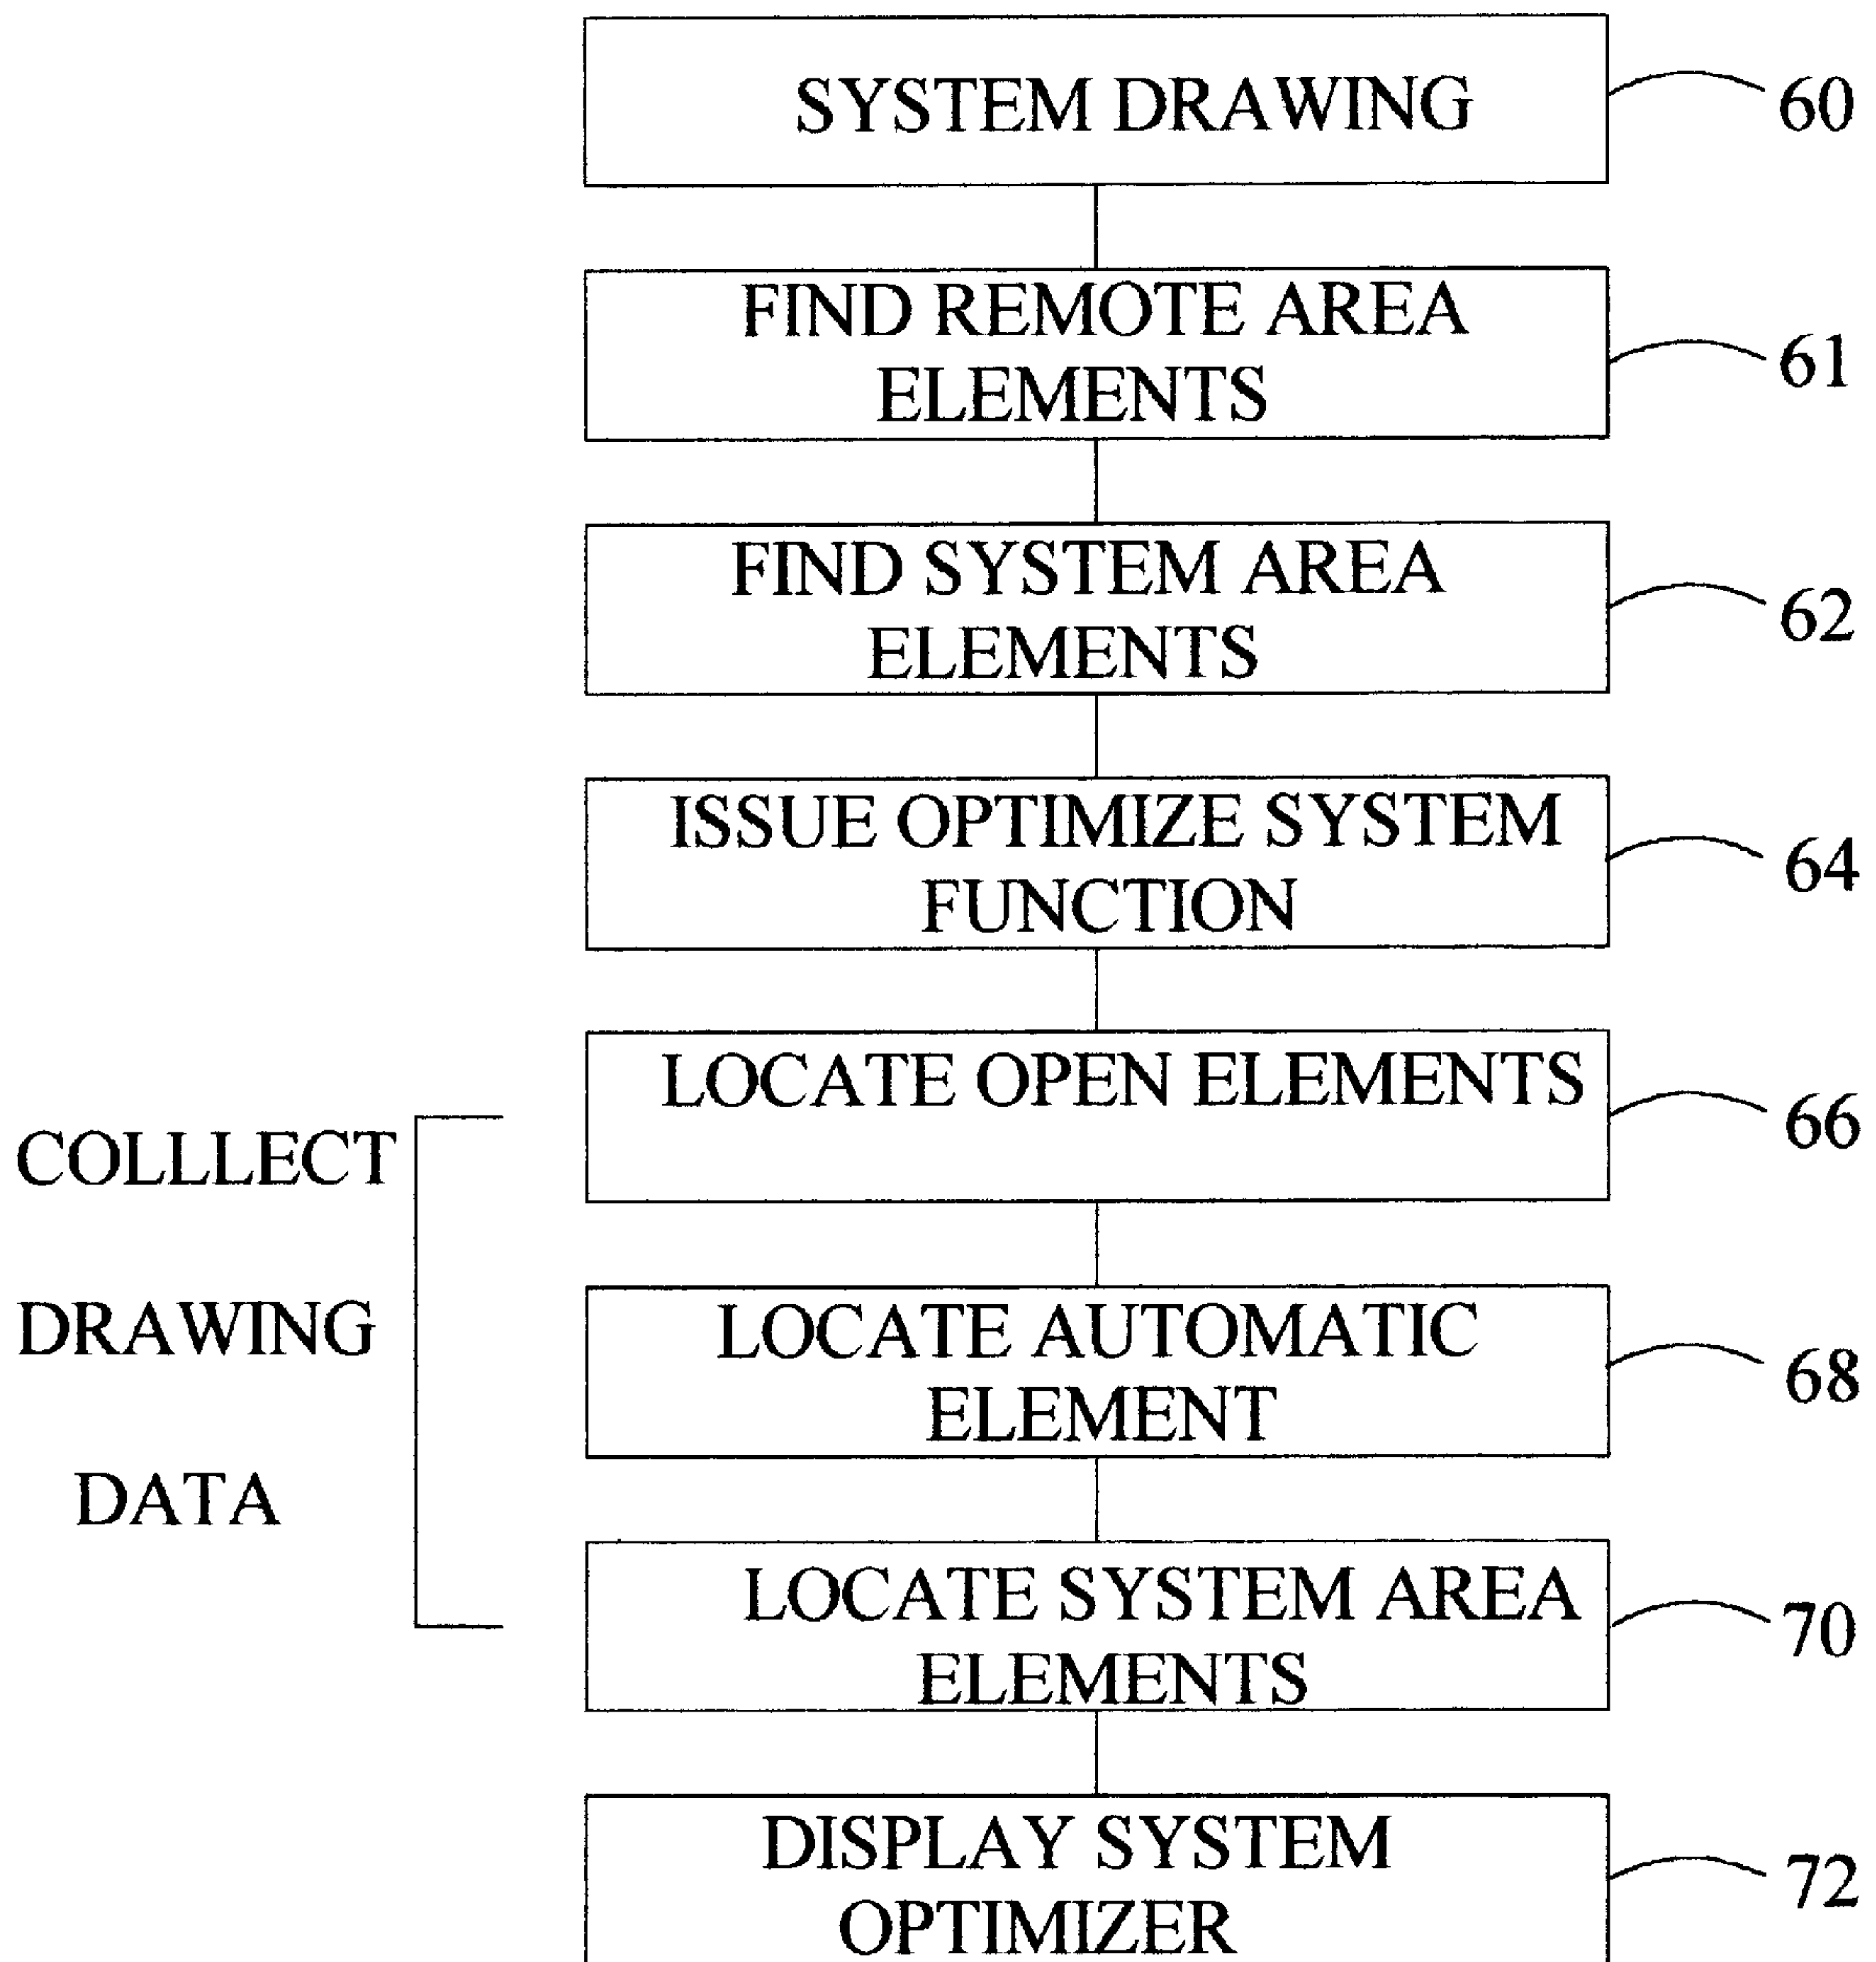 SYSTEM DRAWING
60
FIND REMOTE AREA
ELEMENTS
61
FIND SYSTEM AREA
ELEMENTS
62
ISSUE OPTIMIZE SYSTEM
FUNCTION
64
LOCATE OPEN ELEMENTS
66
COLLLECT
DRAWING
DATA
LOCATE AUTOMATIC
ELEMENT
68
LOCATE SYSTEM AREA
ELEMENTS
70
DISPLAY SYSTEM
OPTIMIZER
72